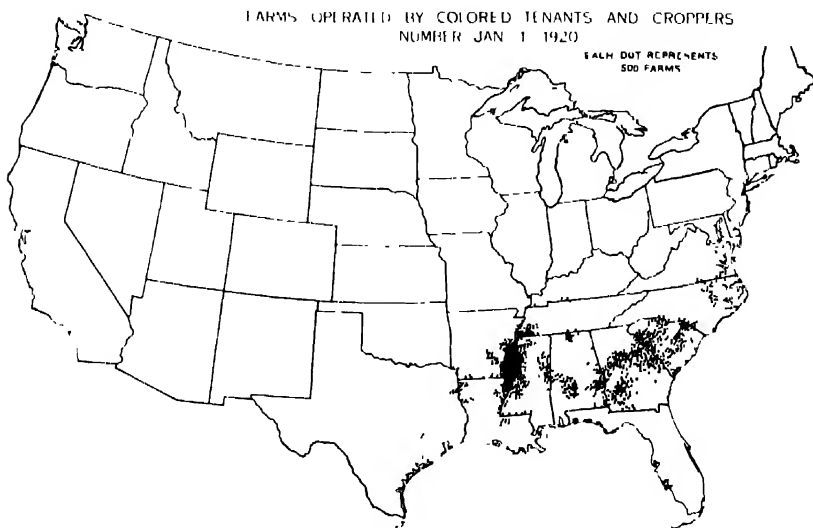 FARMS OPERATED BY COLORED TENANTS AND CROPPERS
NUMBER JAN 1 1920
EACH DOT REPRESENTS
500 FARMS